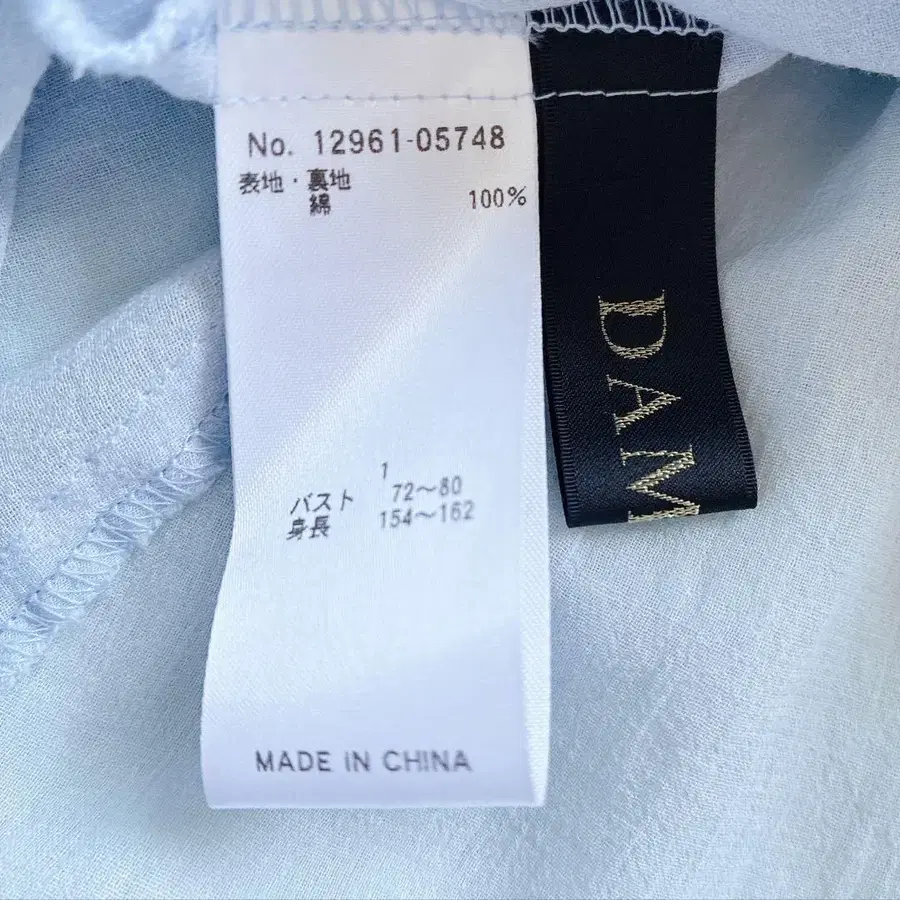 No. 12961-05748
表地・裏地
綿 100%
1
バスト 72～80
身長 154～162
MADE IN CHINA
DAM